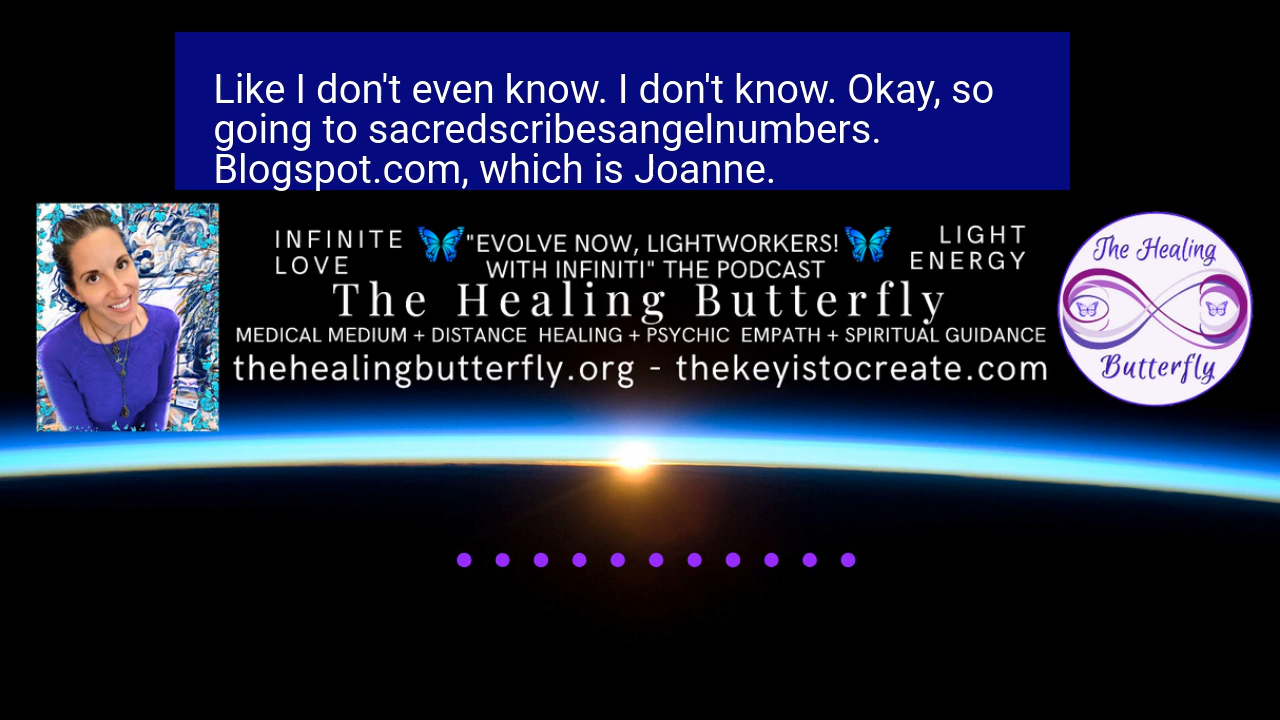 Like I don't even know. I don't know. Okay, so
going to sacredscribesangelnumbers.
Blogspot.com, which is Joanne.
INFINITE
LOVE
"EVOLVE NOW, LIGHTWORKERS!
WITH INFINITI" THE PODCAST
LIGHT
ENERGY
The Healing Butterfly
MEDICAL MEDIUM + DISTANCE HEALING + PSYCHIC EMPATH + SPIRITUAL GUIDANCE
thehealingbutterfly.org - thekeyistocreate.com
The Healing
Butterfly